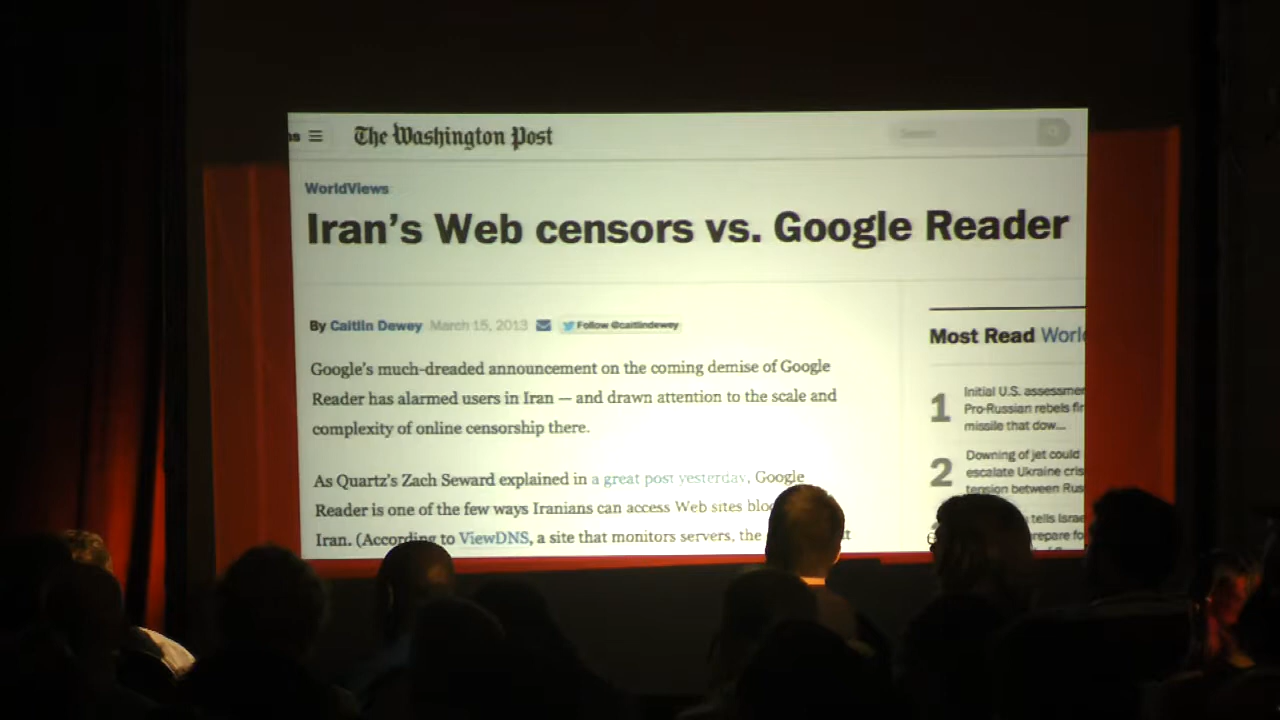 The Washington Post
Search
WorldViews
Iran's Web censors vs. Google Reader
By Caitlin Dewey March 15, 2013 Follow @caitlindewey
Google's much-dreaded announcement on the coming demise of Google
Reader has alarmed users in Iran — and drawn attention to the scale and
complexity of online censorship there.
As Quartz's Zach Seward explained in a great post yesterday, Google
Reader is one of the few ways Iranians can access Web sites
Iran. (According to ViewDNS, a site that monitors servers, the
Most Read
1
Initial U.S.
Pro-Russian rebels
missile that dow...
2
Downing of jet could
escalate Ukraine
tension between
tells